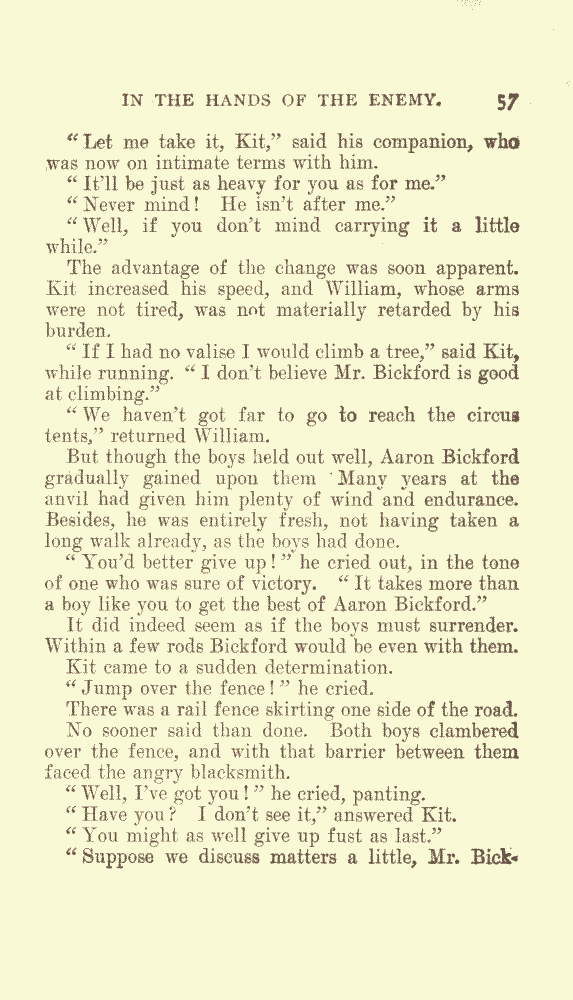 IN THE HANDS OF THE ENEMY. 57
“Let me take it, Kit,” said his companion, who
was now on intimate terms with him.
“It’ll be just as heavy for you as for me.”
“Never mind! He isn’t after me.”
“Well, if you don’t mind carrying it a little
while.”
The advantage of the change was soon apparent.
Kit increased his speed, and William, whose arms
were not tired, was not materially retarded by his
burden.
“If I had no valise I would climb a tree,” said Kit,
while running. “I don’t believe Mr. Bickford is good
at climbing.”
“We haven’t got far to go to reach the circus
tents,” returned William.
But though the boys held out well, Aaron Bickford
gradually gained upon them Many years at the
anvil had given him plenty of wind and endurance.
Besides, he was entirely fresh, not having taken a
long walk already, as the boys had done.
“You’d better give up!” he cried out, in the tone
of one who was sure of victory. “It takes more than
a boy like you to get the best of Aaron Bickford.”
It did indeed seem as if the boys must surrender.
Within a few rods Bickford would be even with them.
Kit came to a sudden determination.
“Jump over the fence!” he cried.
There was a rail fence skirting one side of the road.
No sooner said than done. Both boys clambered
over the fence, and with that barrier between them
faced the angry blacksmith.
“Well, I’ve got you!” he cried, panting.
“Have you? I don’t see it,” answered Kit.
“You might as well give up fust as last.”
“Suppose we discuss matters a little, Mr. Bick-